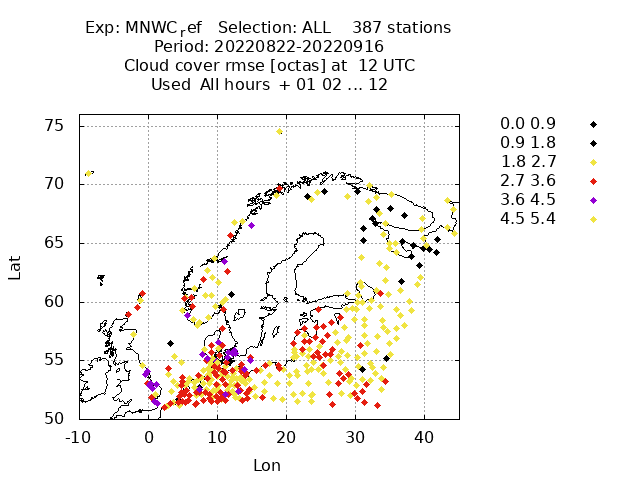 Exp: MNWCref   Selection: ALL    387 stations
Period: 20220822-20220916
Cloud cover rmse [octas] at  12 UTC
Used  All hours  + 01 02 ... 12
75
70
65
60
55
50
-10 0 10 20 30 40
Lat
Lon
0.0 0.9
0.9 1.8
1.8 2.7
2.7 3.6
3.6 4.5
4.5 5.4